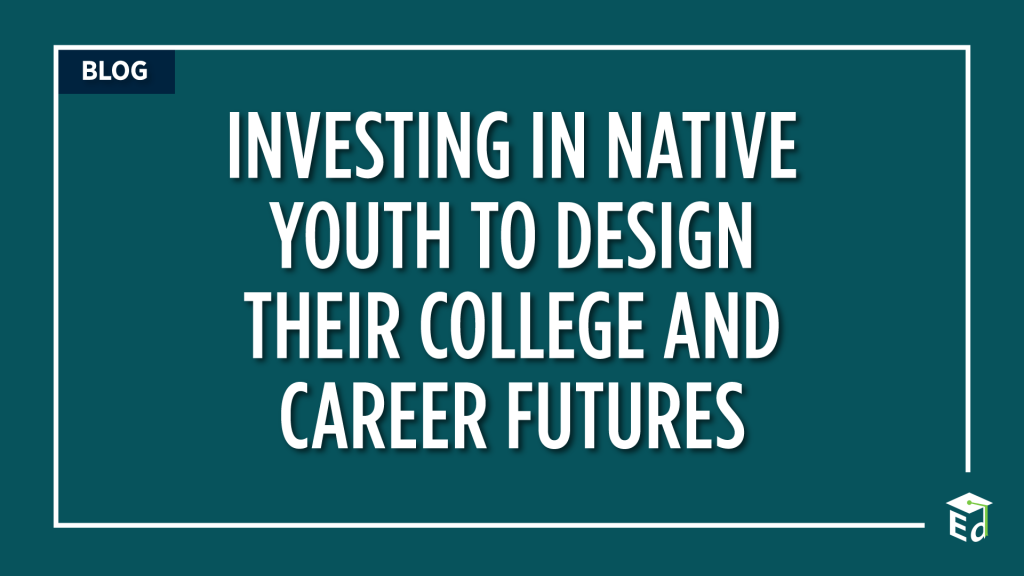 BLOG
INVESTING IN NATIVE
YOUTH TO DESIGN
THEIR COLLEGE AND
CAREER FUTURES
Ed